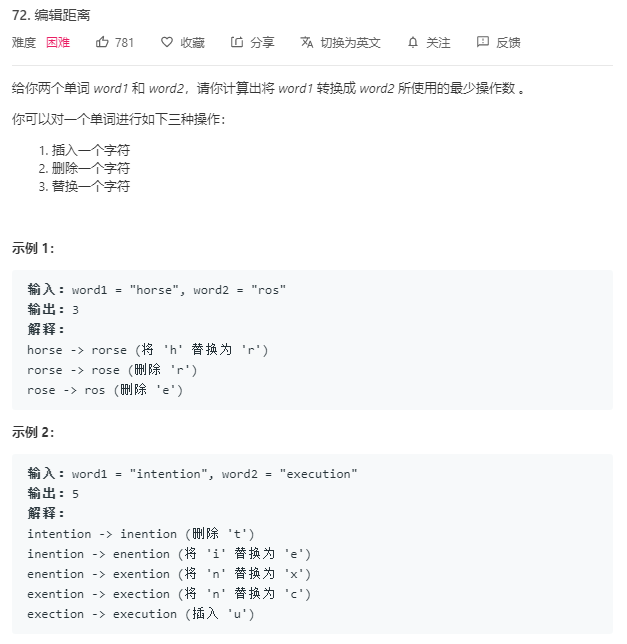 72. 编辑距离
难度 困难 781 收藏 分享 切换为英文 关注 反馈
给你两个单词 word1 和 word2，请你计算出将 word1 转换成 word2 所使用的最少操作数 。
你可以对一个单词进行如下三种操作：
1. 插入一个字符
2. 删除一个字符
3. 替换一个字符
示例 1：
输入：word1 = "horse", word2 = "ros"
输出：3
解释：
horse -> rorse (将 'h' 替换为 'r')
rorse -> rose (删除 'r')
rose -> ros (删除 'e')
示例 2：
输入：word1 = "intention", word2 = "execution"
输出：5
解释：
intention -> inention (删除 't')
inention -> enention (将 'i' 替换为 'e')
enention -> exention (将 'n' 替换为 'x')
exention -> exection (将 'n' 替换为 'c')
exection -> execution (插入 'u')